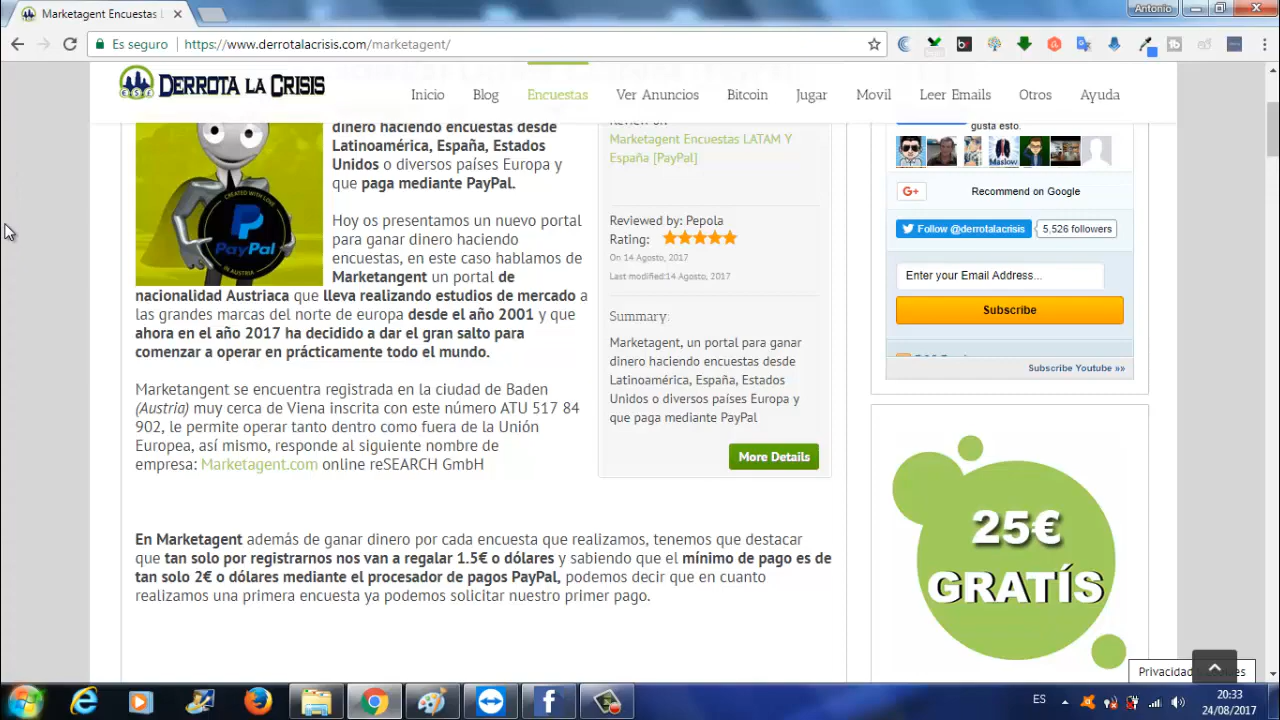 Marketagent Encuestas L
Antonio
Es seguro
https://www.derrotalacrisis.com/marketagent/
DERROTA LA CRISIS
Inicio
Blog
Encuestas
Ver Anuncios
Bitcoin
Jugar
Movil
Leer Emails
Otros
Ayuda
CREATED WITH LOVE
PayPal
IN AUSTRIA
dinero haciendo encuestas desde
Latinoamérica, España, Estados
Unidos o diversos países Europa y
que paga mediante PayPal.
Hoy os presentamos un nuevo portal
para ganar dinero haciendo
encuestas, en este caso hablamos de
Marketangent un portal de
nacionalidad Austriaca que lleva realizando estudios de mercado a
las grandes marcas del norte de europa desde el año 2001 y que
ahora en el año 2017 ha decidido a dar el gran salto para
comenzar a operar en prácticamente todo el mundo.
Marketangent se encuentra registrada en la ciudad de Baden
(Austria) muy cerca de Viena inscrita con este número ATU 517 84
902, le permite operar tanto dentro como fuera de la Unión
Europea, así mismo, responde al siguiente nombre de
empresa: Marketagent.com online reSEARCH GmbH
Review on
Marketagent Encuestas LATAM Y
España [PayPal]
Reviewed by: Pepola
Rating:
On 14 Agosto, 2017
Last modified:14 Agosto, 2017
Summary:
Marketagent, un portal para ganar
dinero haciendo encuestas desde
Latinoamérica, España, Estados
Unidos o diversos países Europa y
que paga mediante PayPal
More Details
En Marketagent además de ganar dinero por cada encuesta que realizamos, tenemos que destacar
que tan solo por registrarnos nos van a regalar 1.5€ o dólares y sabiendo que el mínimo de pago es de
tan solo 2€ o dólares mediante el procesador de pagos PayPal, podemos decir que en cuanto
realizamos una primera encuesta ya podemos solicitar nuestro primer pago.
gusta esto.
Maslow
G+
Recommend on Google
Follow @derrotalacrisis
5,526 followers
Enter your Email Address...
Subscribe
Subscribe Youtube »»
25€
GRATÍS
Privacidad
ES
20:33
24/08/2017